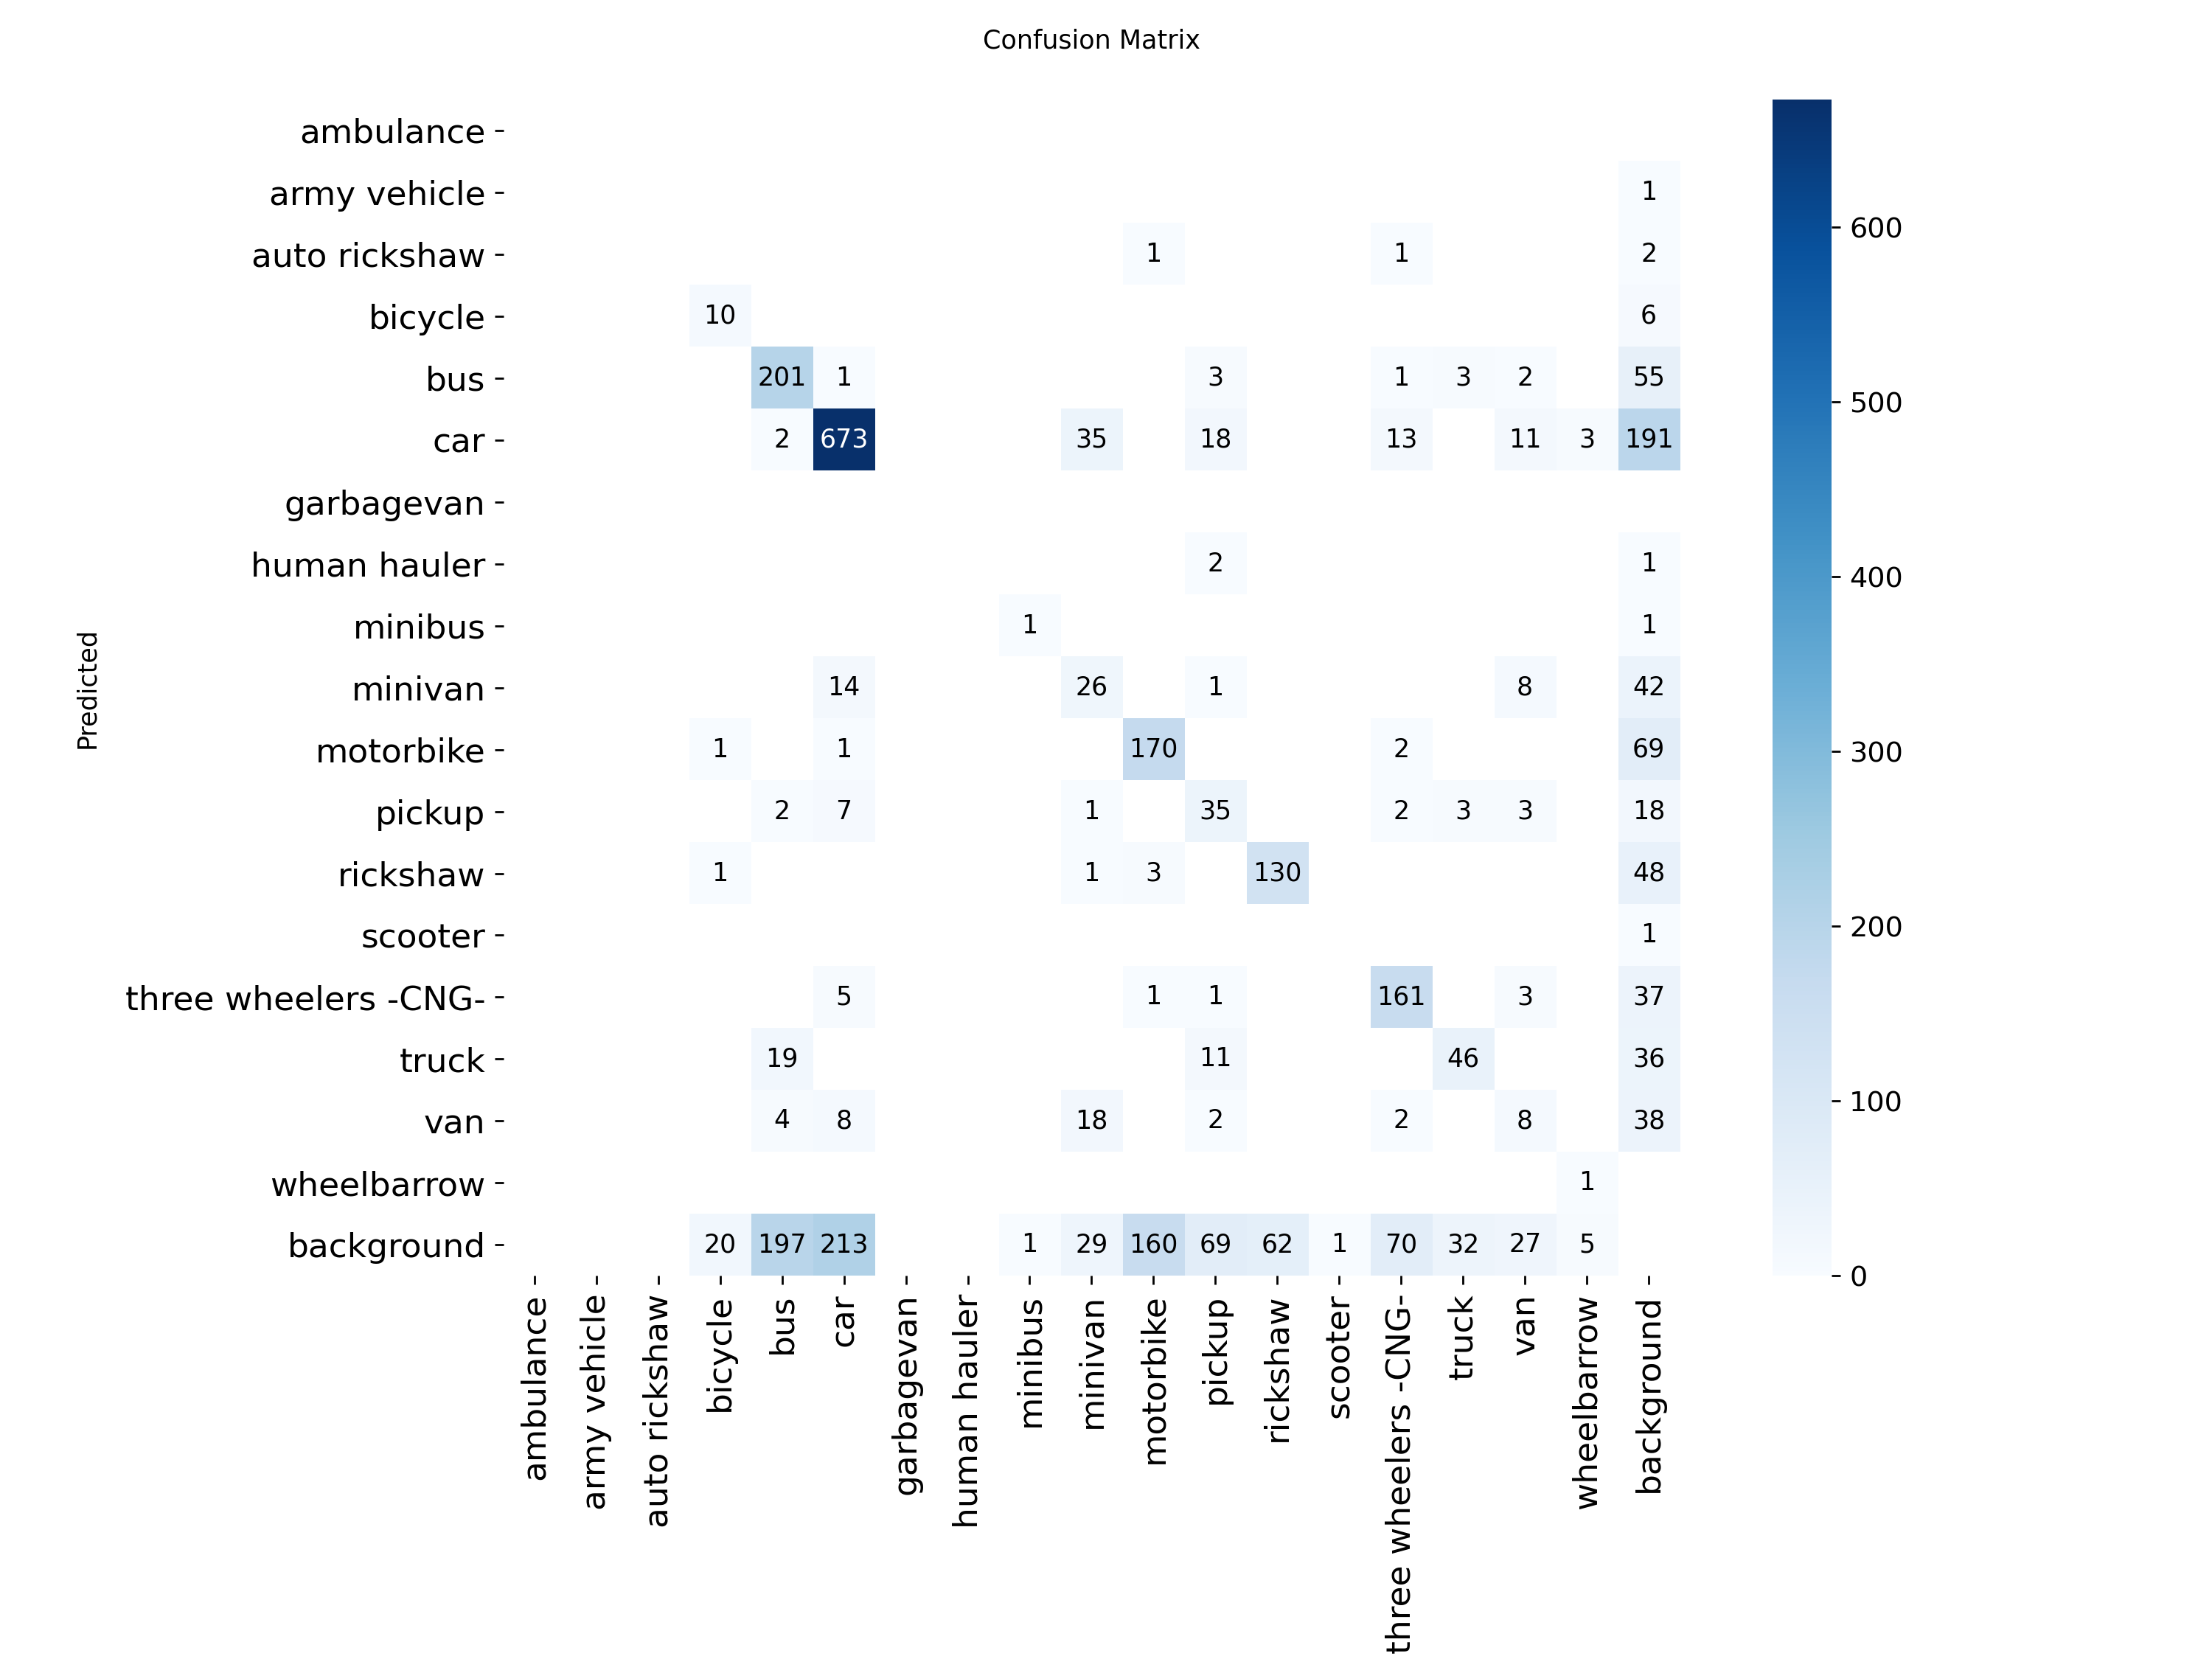 Confusion Matrix
Predicted
ambulance
army vehicle 1
auto rickshaw 1 1 2
bicycle 10 6
bus 201 1 3 1 3 2 55
car 2 673 35 18 13 11 3 191
garbagevan
human hauler 2 1
minibus 1 1
minivan 14 26 1 8 42
motorbike 1 1 170 2 69
pickup 2 7 1 35 2 3 3 18
rickshaw 1 1 3 130 48
scooter 1
three wheelers -CNG- 5 1 1 161 3 37
truck 19 11 46 36
van 4 8 18 2 2 8 38
wheelbarrow 1
background 20 197 213 1 29 160 69 62 1 70 32 27 5
ambulance
army vehicle
auto rickshaw
bicycle
bus
car
garbagevan
human hauler
minibus
minivan
motorbike
pickup
rickshaw
scooter
three wheelers -CNG-
truck
van
wheelbarrow
background
600
500
400
300
200
100
0